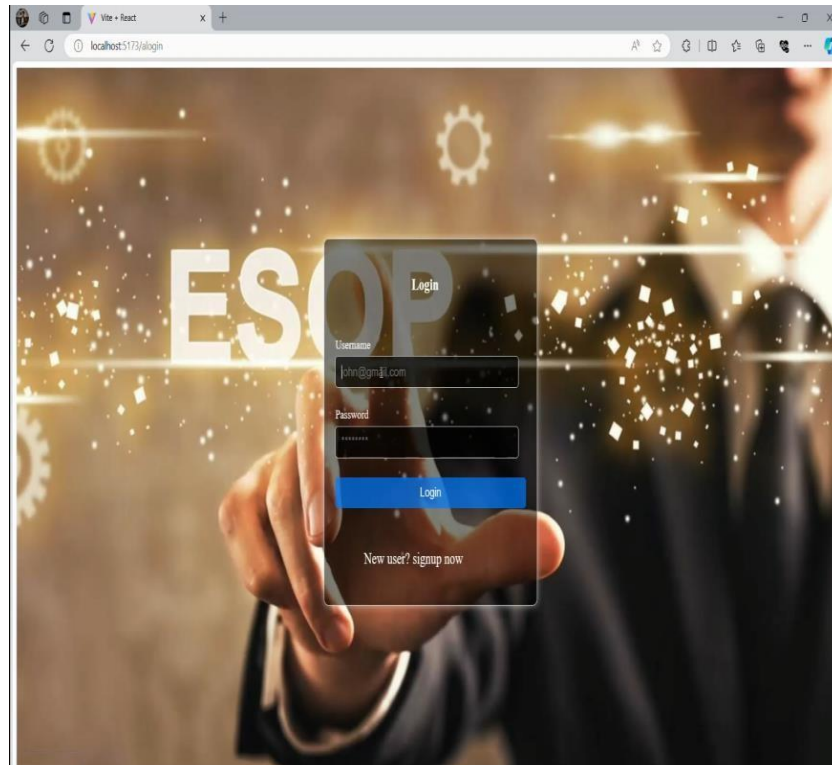 Vite + React
localhost:5173/alogin
ESOP
Login
Username
john@gmail.com
Password
Login
New user? signup now